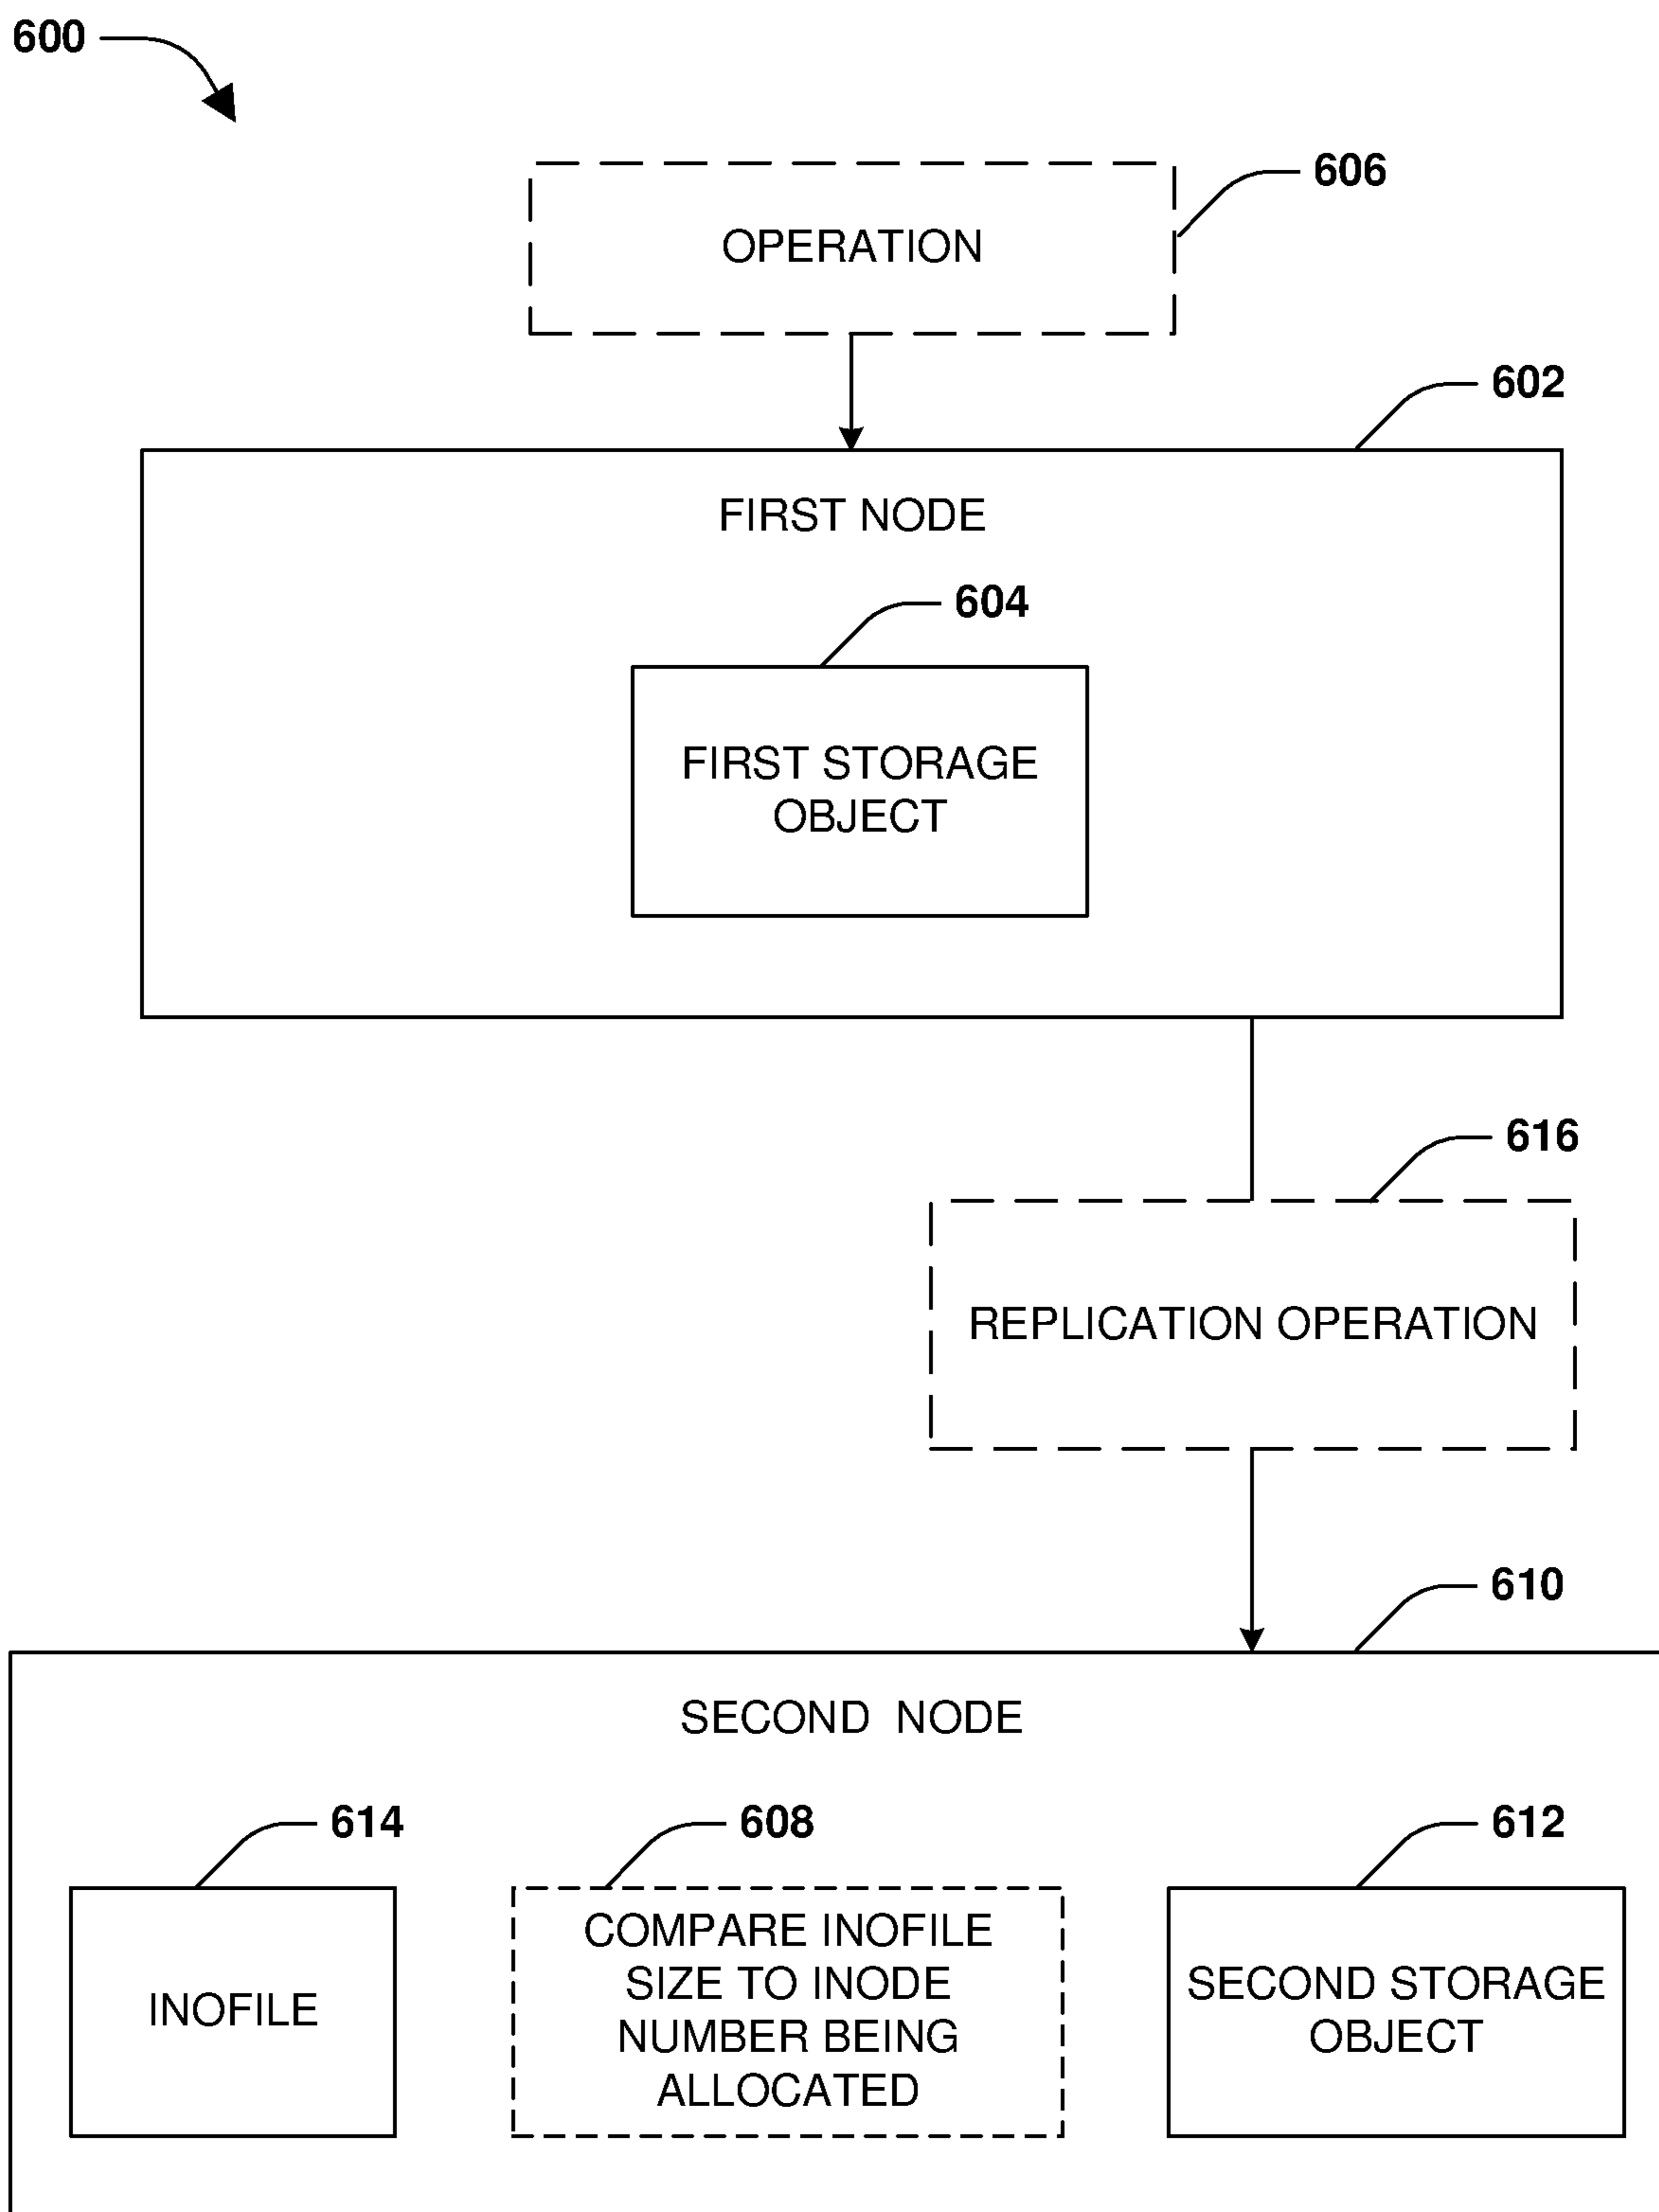 600
606
OPERATION
602
FIRST NODE
604
FIRST STORAGE
OBJECT
616
REPLICATION OPERATION
610
SECOND NODE
614
608
612
INOFILE
COMPARE INOFILE
SIZE TO INODE
NUMBER BEING
ALLOCATED
SECOND STORAGE
OBJECT